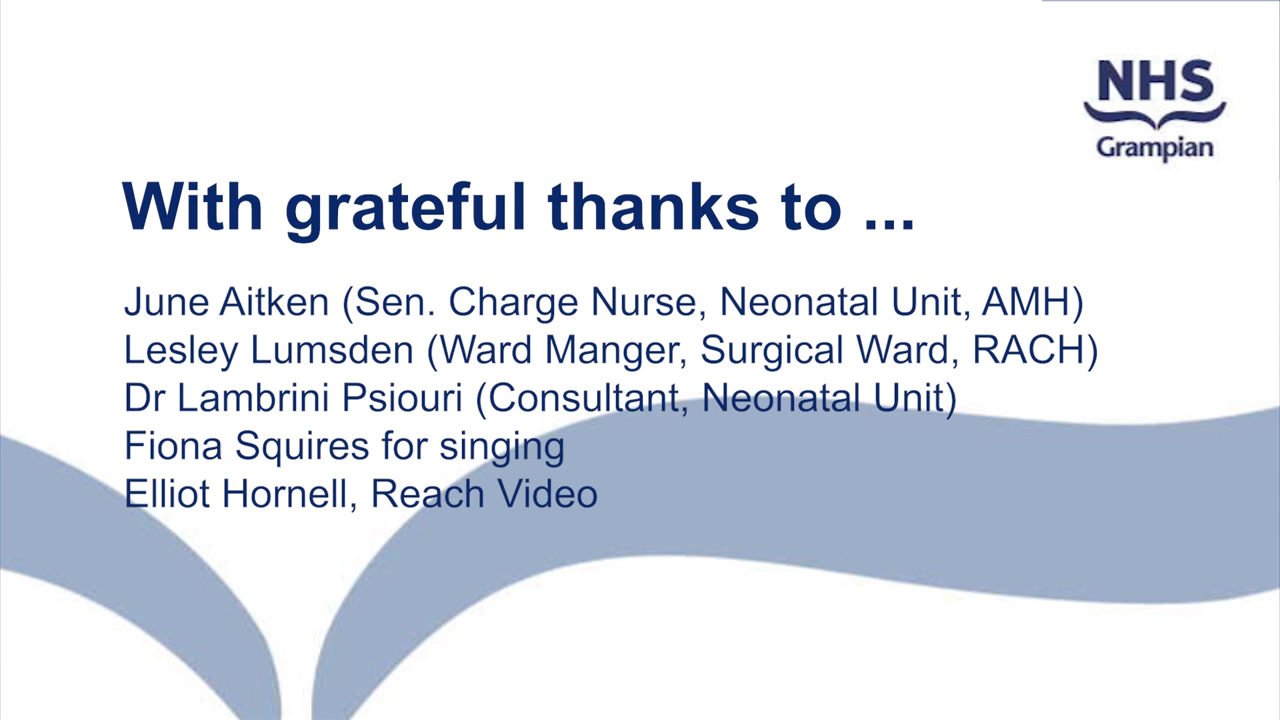 NHS
Grampian
With grateful thanks to ...
June Aitken (Sen. Charge Nurse, Neonatal Unit, AMH)
Lesley Lumsden (Ward Manger, Surgical Ward, RACH)
Dr Lambrini Psiouri (Consultant, Neonatal Unit)
Fiona Squires for singing
Elliot Hornell, Reach Video